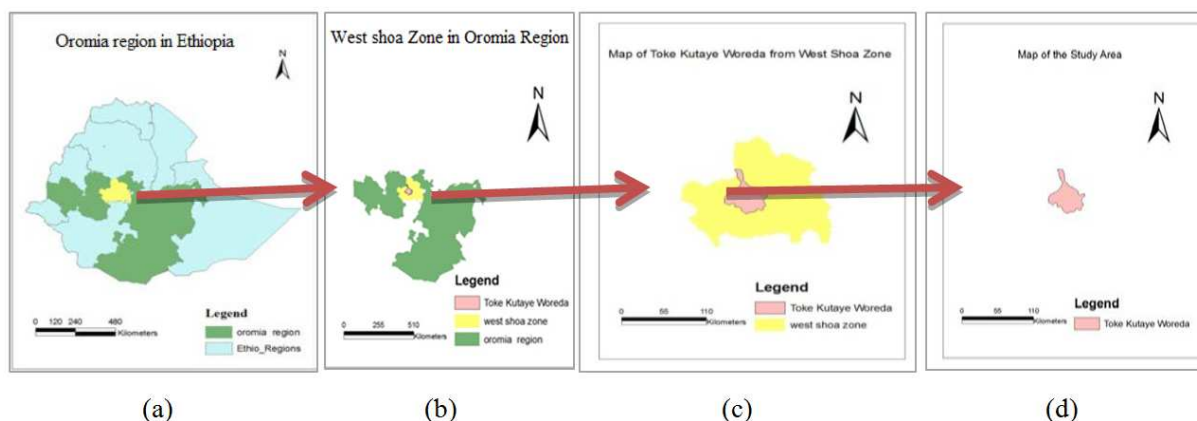 Oromia region in Ethiopia
N
0 120 240 480
Kilometers
Legend
oromia region
Ethio_Regions
West shoa Zone in Oromia Region
N
Legend
Toke Kutaye Woreda
west shoa zone
oromia region
0 255 510
Kilometers
Map of Toke Kutaye Woreda from West Shoa Zone
N
Legend
Toke Kutaye Woreda
west shoa zone
0 55 110
Kilometers
Map of the Study Area
N
Legend
Toke Kutaye Woreda
0 55 110
Kilometers
(a) (b) (c) (d)